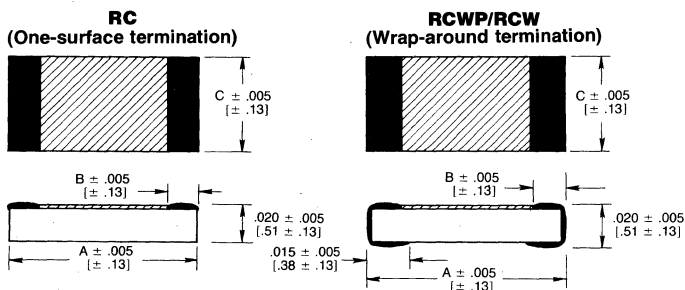 RC
(One-surface termination)
C ± .005
[± .13]
B ± .005
[± .13]
.020 ± .005
[.51 ± .13]
A ± .005
[± .13]
RCWP/RCW
(Wrap-around termination)
C ± .005
[± .13]
B ± .005
[± .13]
.020 ± .005
[.51 ± .13]
.015 ± .005
[.38 ± .13]
A ± .005
[± .13]